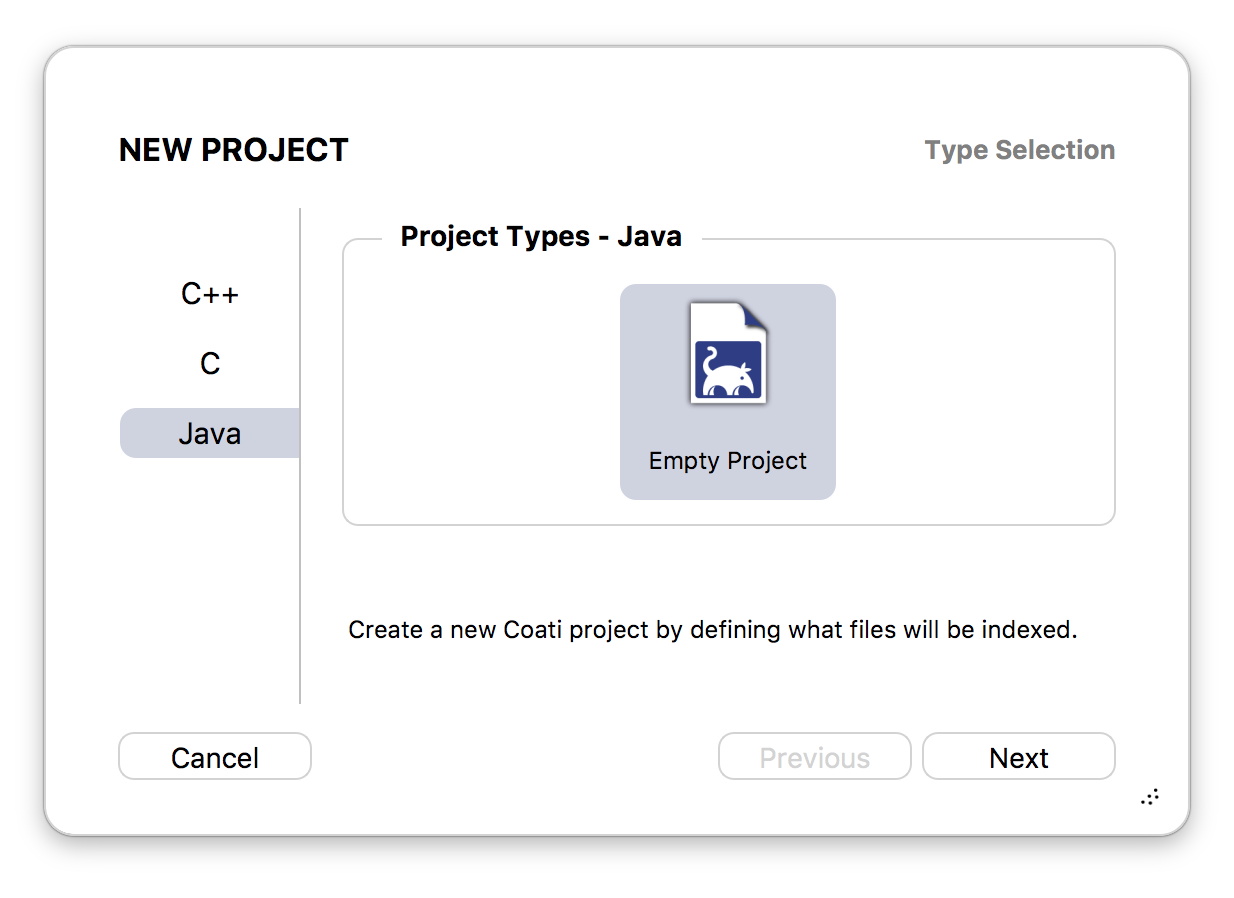 NEW PROJECT
Type Selection
C++
C
Java
Project Types - Java
Empty Project
Create a new Coati project by defining what files will be indexed.
Cancel
Previous
Next